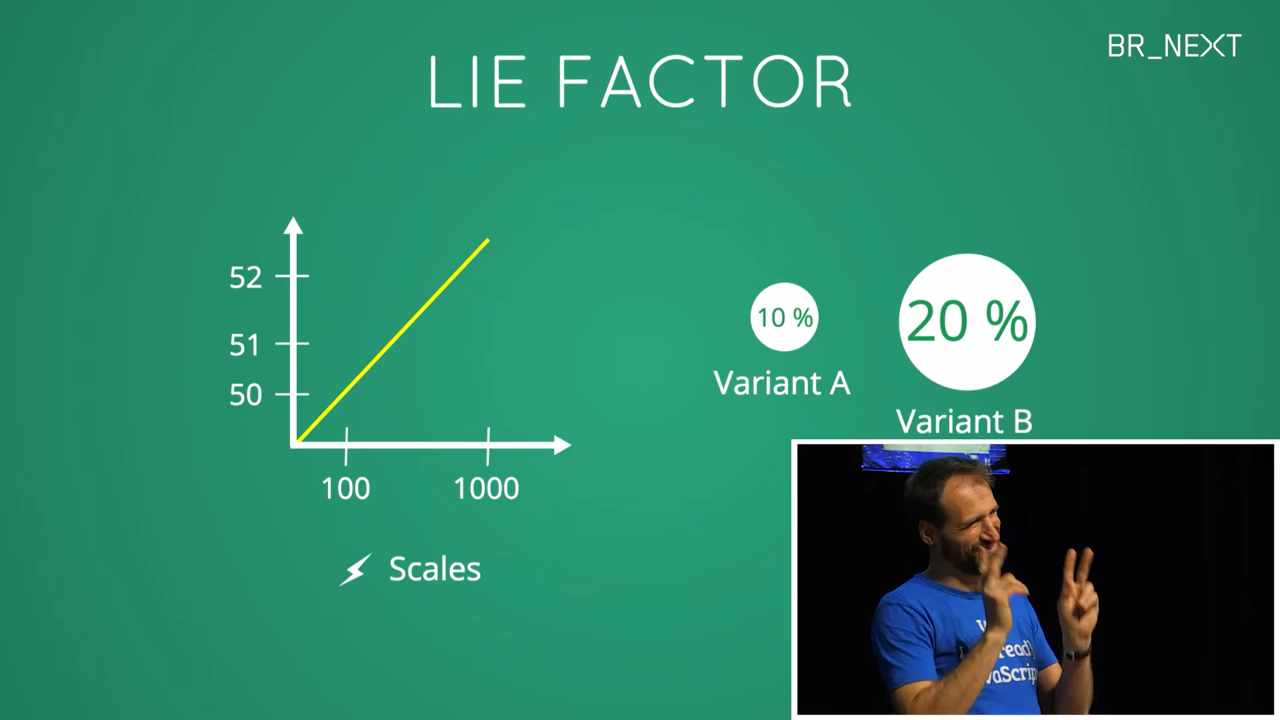 BR_NEXT
LIE FACTOR
52
51
50
100
1000
Scales
10 %
Variant A
20 %
Variant B